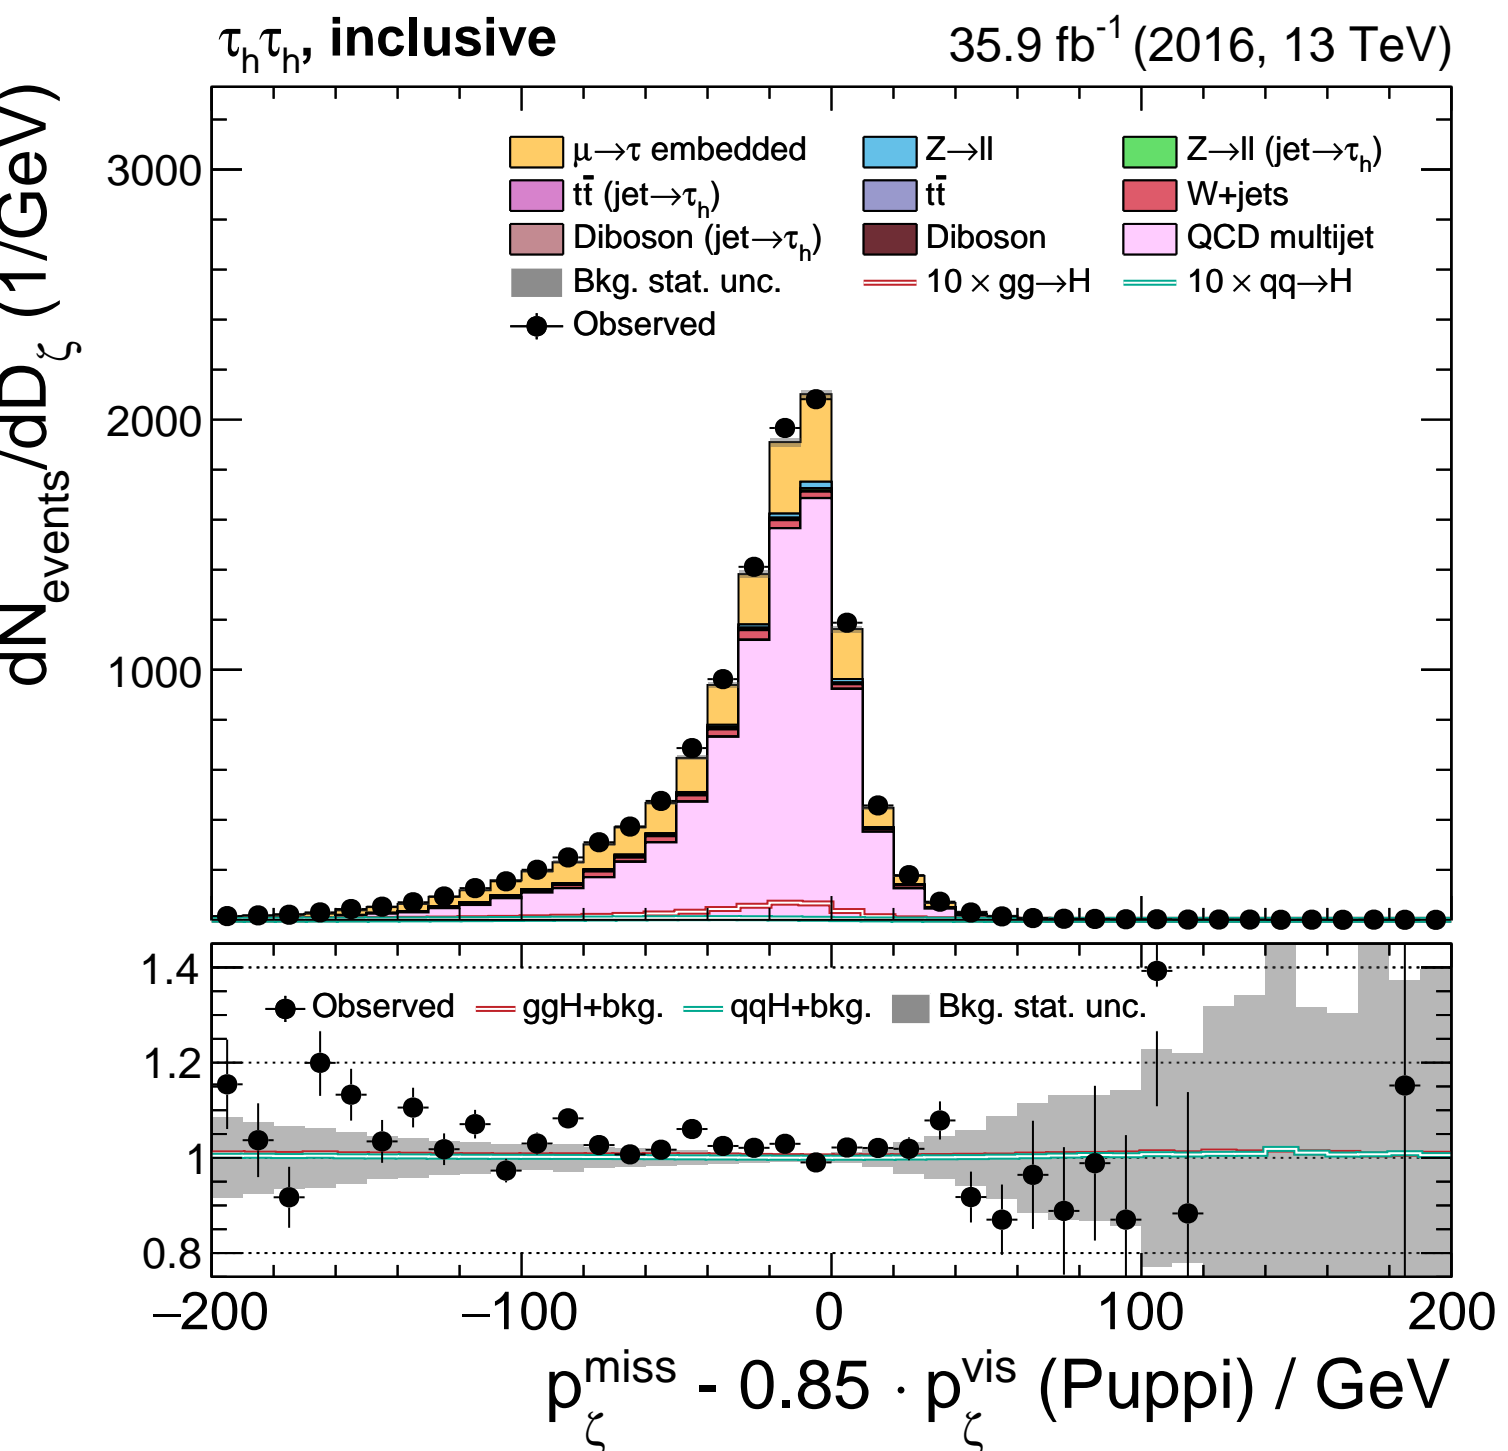 τhτh, inclusive 35.9 fb-1 (2016, 13 TeV)
dNevents/dDζ (1/GeV)
3000
2000
1000
μ→τ embedded Z→ll Z→ll (jet→τh)
tt̄ (jet→τh) tt̄ W+jets
Diboson (jet→τh) Diboson QCD multijet
Bkg. stat. unc. 10 × gg→H 10 × qq→H
Observed
1.4
1.2
1
0.8
Observed ggH+bkg. qqH+bkg. Bkg. stat. unc.
−200 −100 0 100 200
pζmiss - 0.85 · pζvis (Puppi) / GeV